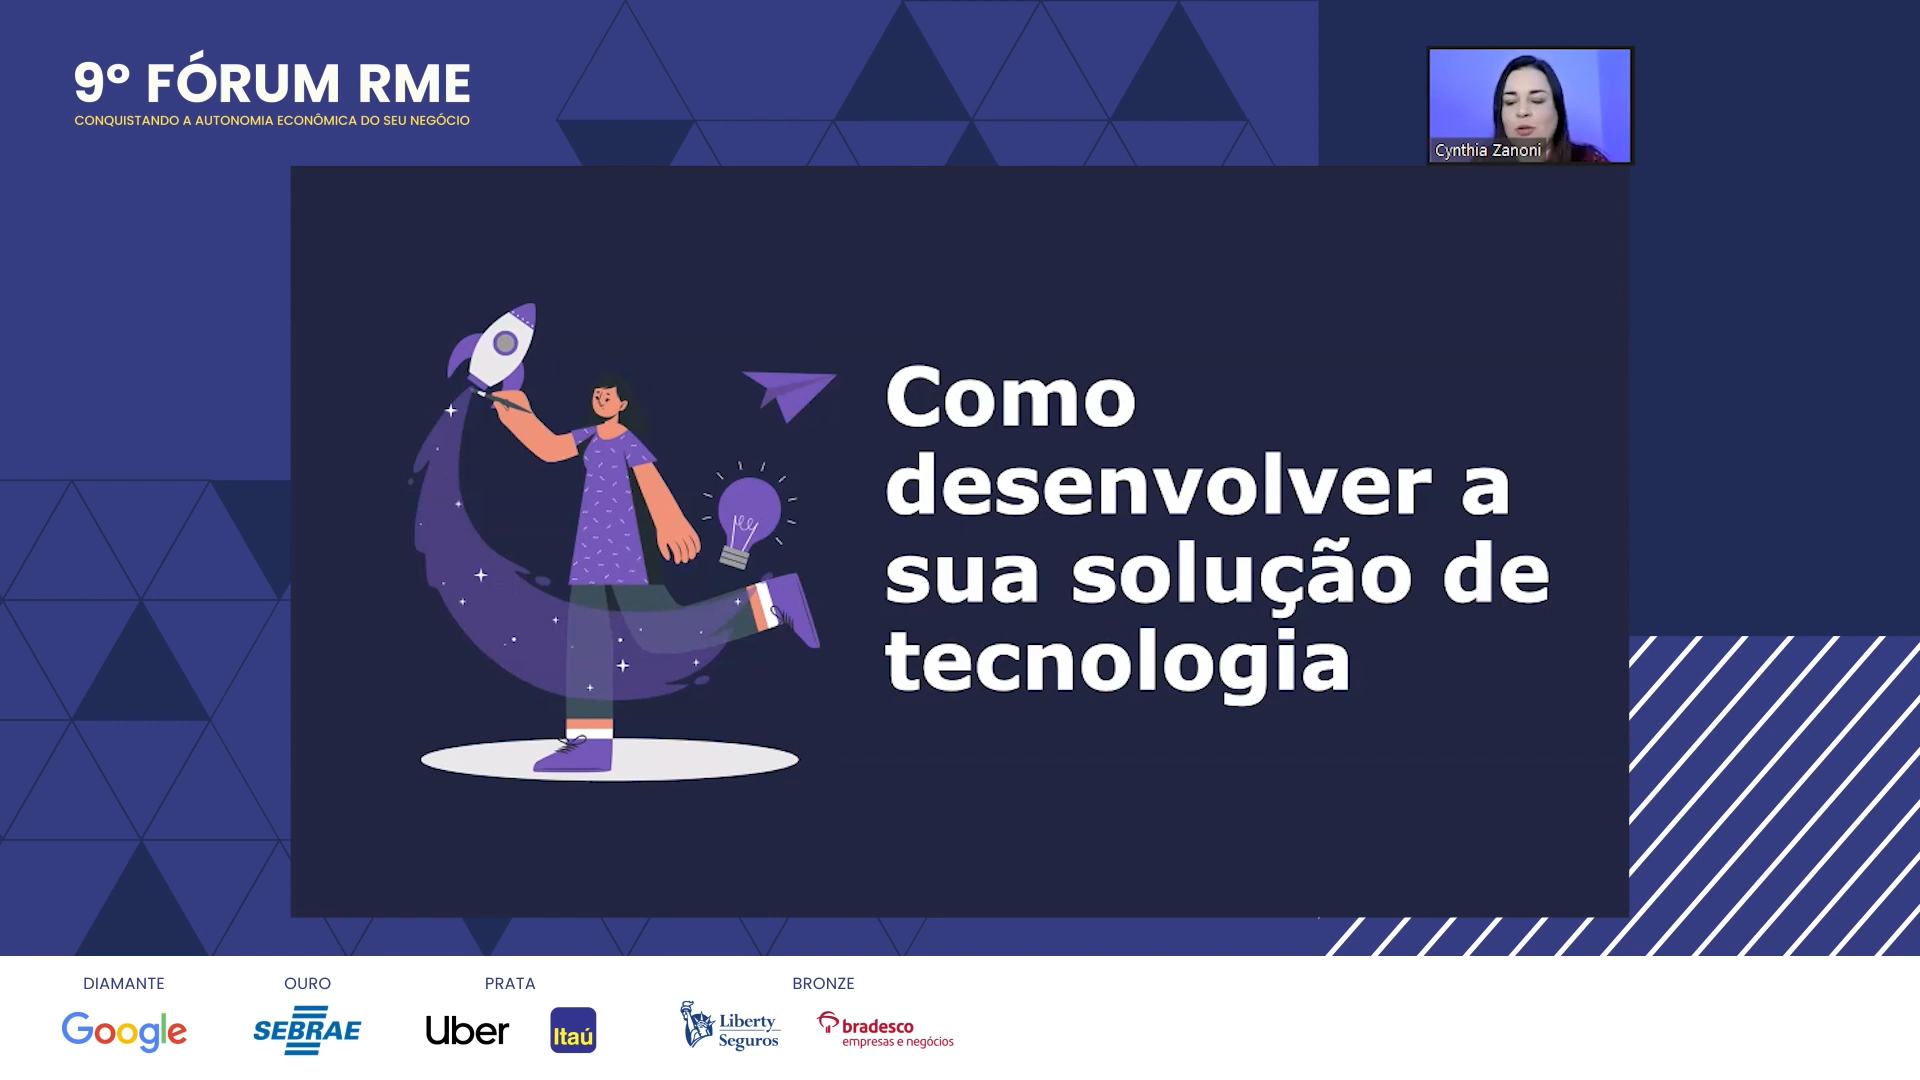 9º FÓRUM RME
CONQUISTANDO A AUTONOMIA ECONÔMICA DO SEU NEGÓCIO
Cynthia Zanoni
Como
desenvolver a
sua solução de
tecnologia
DIAMANTE
OURO
PRATA
BRONZE
Google
SEBRAE
Uber
Itaú
Liberty
Seguros
bradesco
empresas e negócios